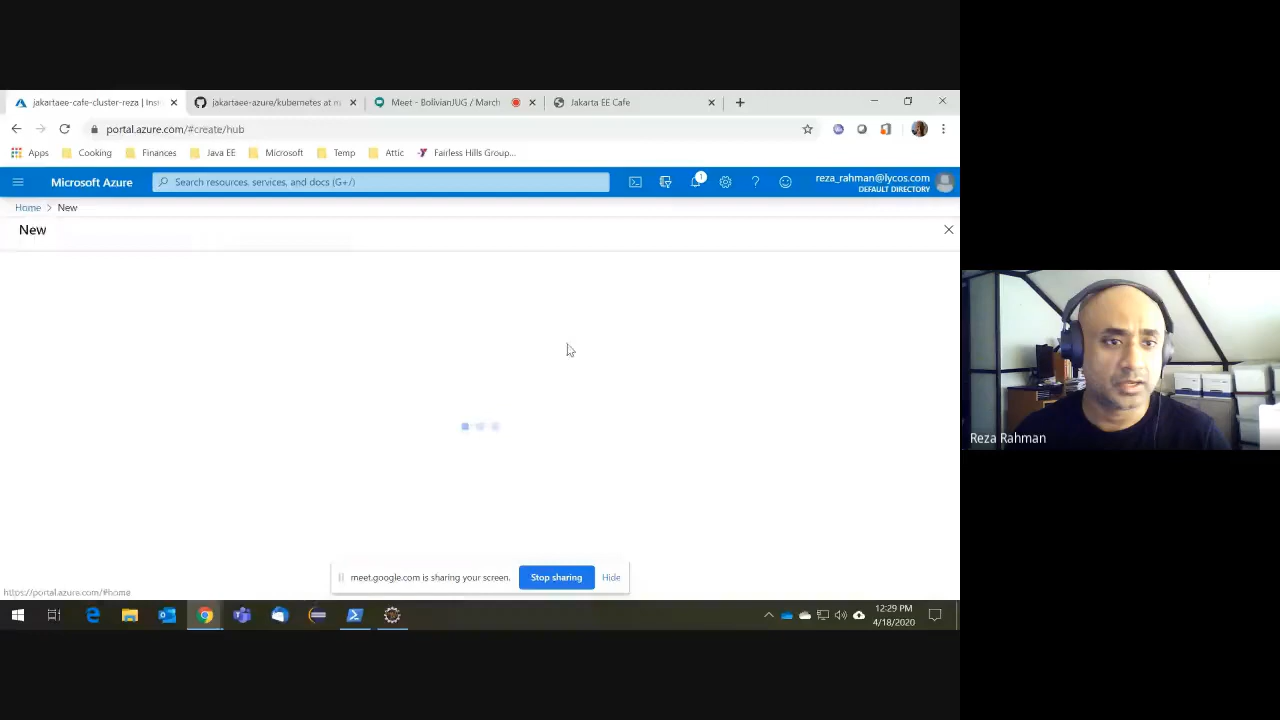 jakartaee-cafe-cluster-reza | Ins
jakartaee-azure/kubernetes at m
Meet - BolivianJUG / March
Jakarta EE Cafe
portal.azure.com/#create/hub
Apps
Cooking
Finances
Java EE
Microsoft
Temp
Attic
Fairless Hills Group...
Microsoft Azure
Search resources, services, and docs (G+/)
1
reza_rahman@lycos.com
DEFAULT DIRECTORY
Home > New
New
Reza Rahman
meet.google.com is sharing your screen.
Stop sharing
Hide
https://portal.azure.com/#home
12:29 PM
4/18/2020